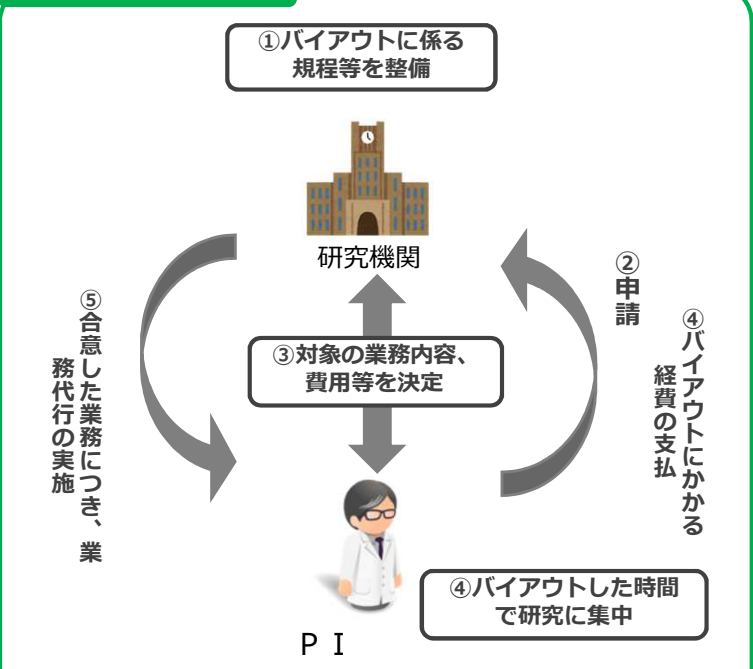 ①バイアウトに係る
規程等を整備
研究機関
②申請
④バイアウトにかかる
経費の支払
③対象の業務内容、
費用等を決定
⑤合意した業務につき、業
務代行の実施
④バイアウトした時間
で研究に集中
ＰＩ